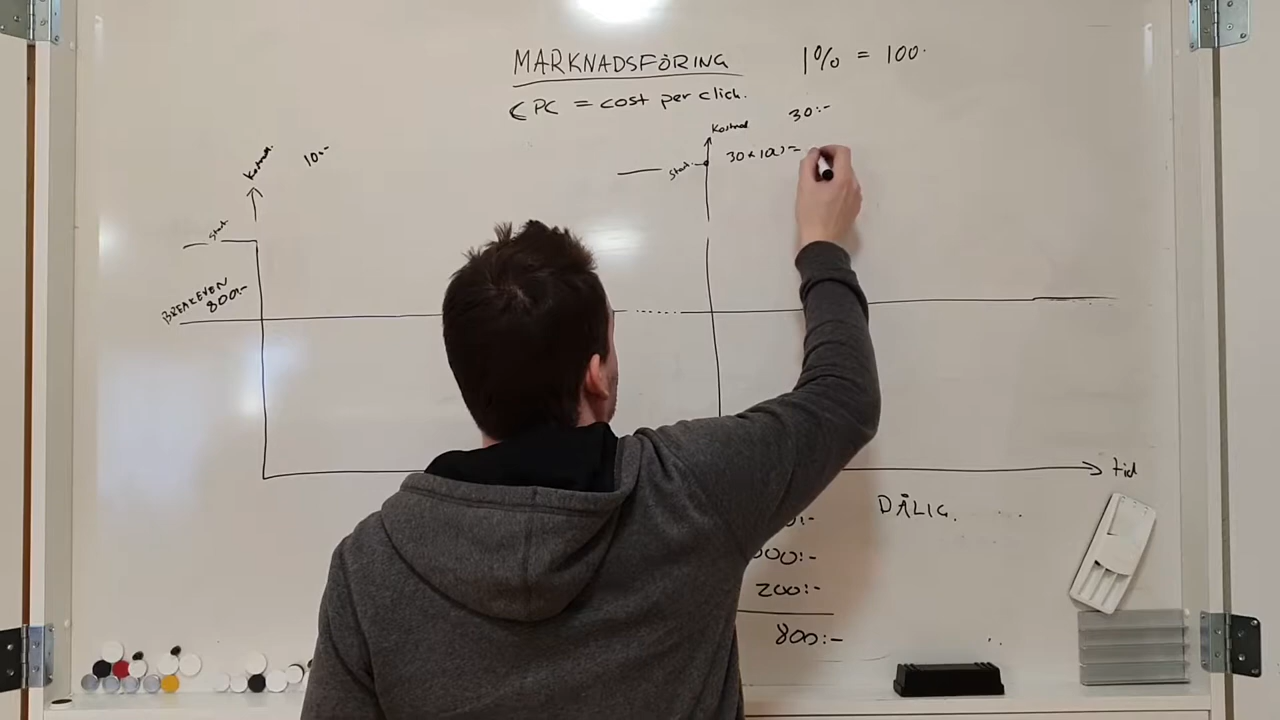 MARKNADSFÖRING
CPC = cost per click.
1% = 100.
30:-
Kostnad
Start
30x100=
Kostnad
10:-
Start
BREAKEVEN
800:-
tid
DÅLIG.
200:-
800:-